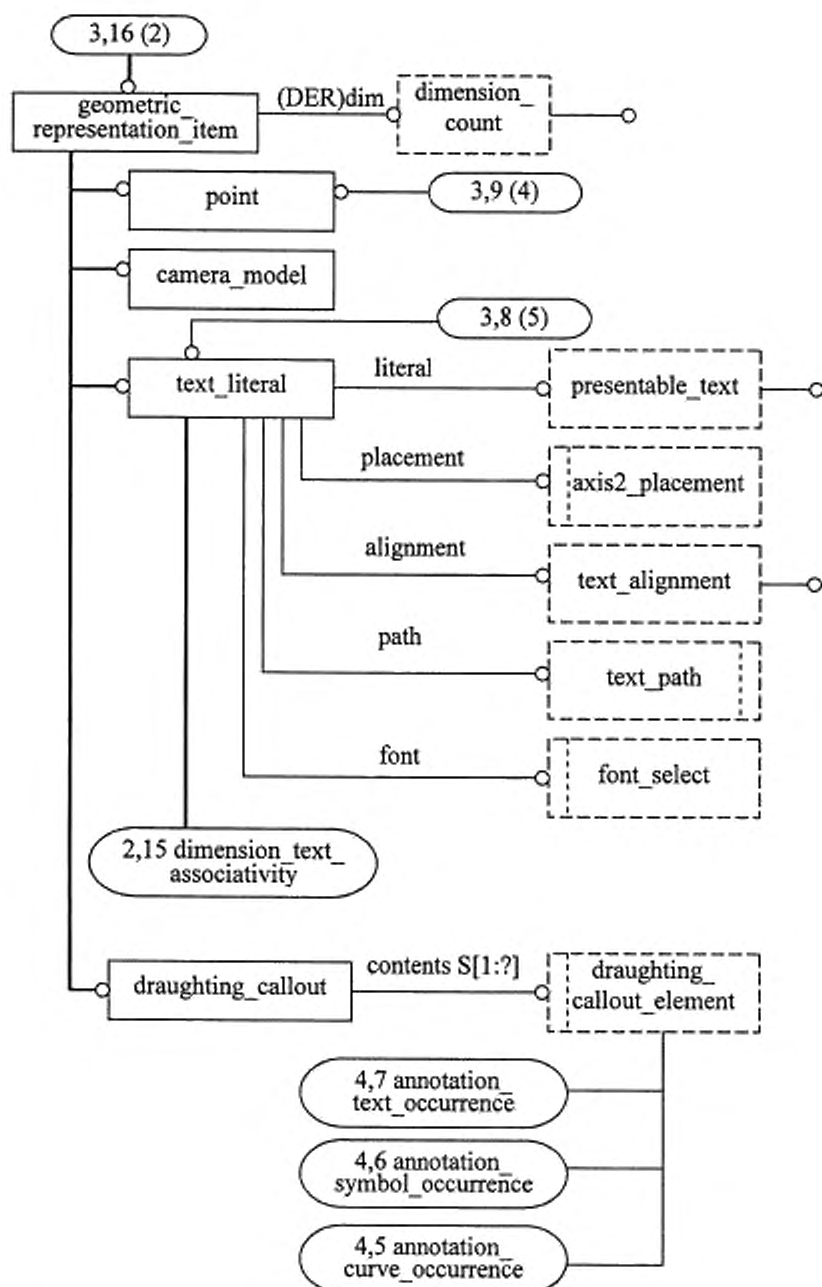 3,16 (2)
geometric_
representation_item
(DER)dim
dimension_
count
point
3,9 (4)
camera_model
3,8 (5)
text_literal
literal
presentable_text
placement
axis2_placement
alignment
text_alignment
path
text_path
font
font_select
2,15 dimension_text_
associativity
draughting_callout
contents S[1:?]
draughting_
callout_element
4,7 annotation_
text_occurrence
4,6 annotation_
symbol_occurrence
4,5 annotation_
curve_occurrence